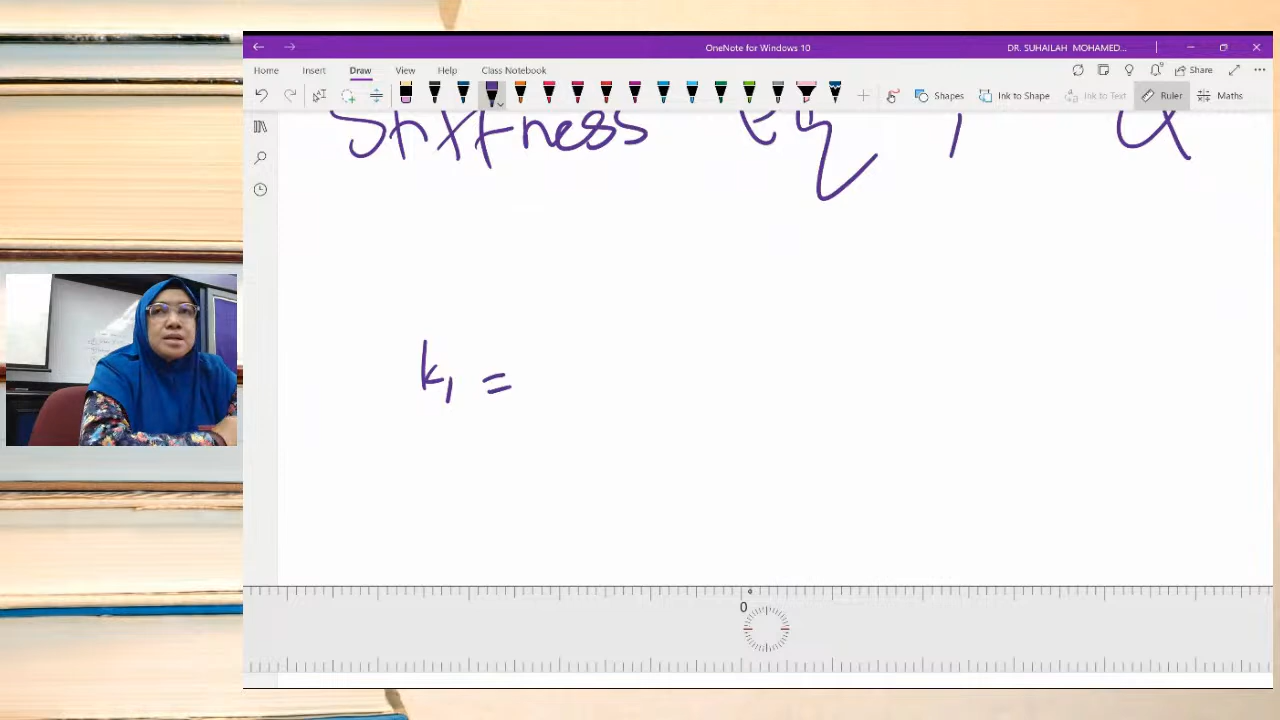 OneNote for Windows 10
DR. SUHAILAH MOHAMED...
Home Insert Draw View Help Class Notebook
Share
Shapes Ink to Shape Ink to Text Ruler Maths
Stiffness eq
k₁ =
0